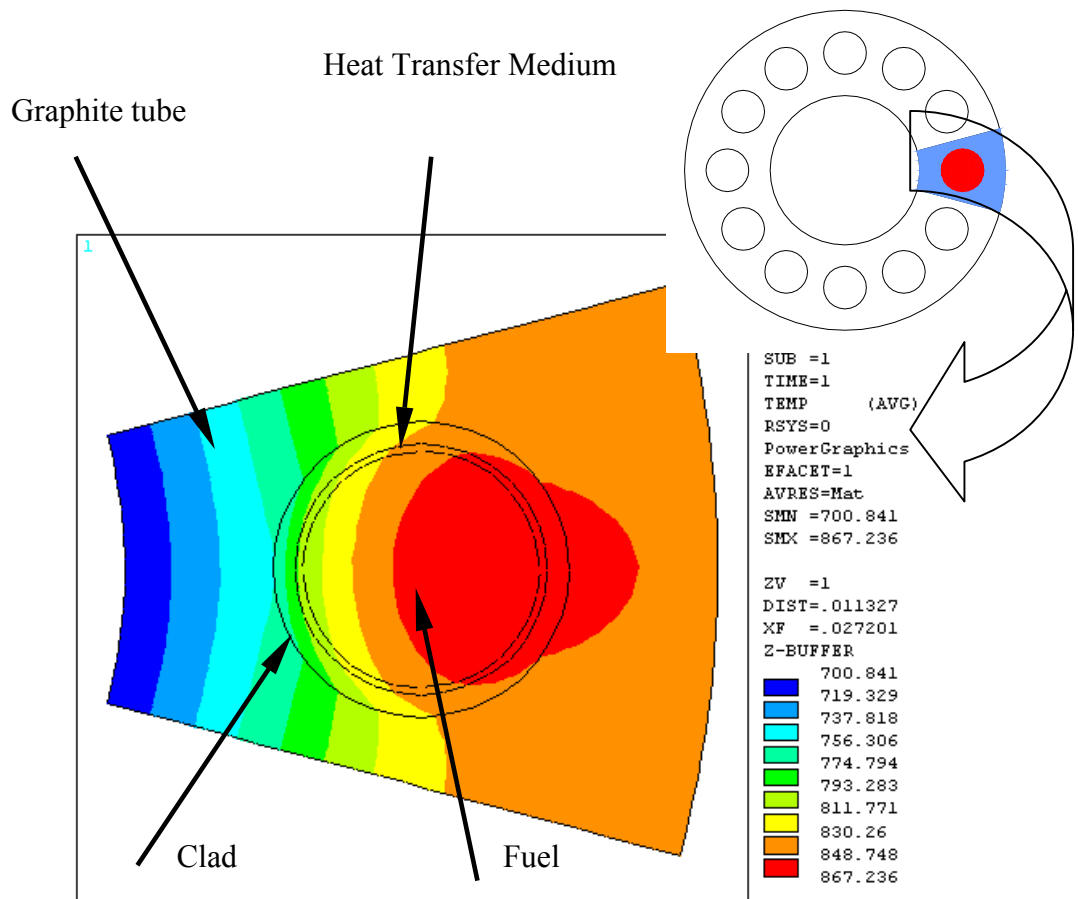 Heat Transfer Medium
Graphite tube
1
SUB =1
TIME=1
TEMP (AVG)
RSYS=0
PowerGraphics
EFACET=1
AVRES=Mat
SMN =700.841
SMX =867.236
ZV =1
DIST=.011327
XF =.027201
Z-BUFFER
700.841
719.329
737.818
756.306
774.794
793.283
811.771
830.26
848.748
867.236
Clad
Fuel